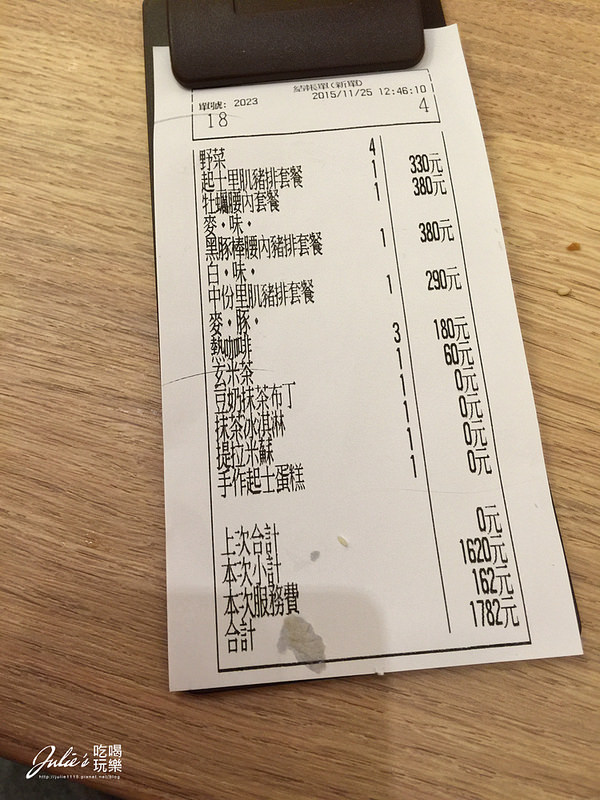 結帳單(新單)
單號: 2023 2015/11/25 12:46:10
18 4
野菜 4
起士里肌豬排套餐 1 330元
牡蠣腰內套餐 1 380元
麥・味・
黑豚棒腰內豬排套餐 1 380元
白・味・
中份里肌豬排套餐 1 290元
麥・豚・
熱咖啡 3 180元
玄米茶 1 60元
豆奶抹茶布丁 1 0元
抹茶冰淇淋 1 0元
提拉米蘇 1 0元
手作起士蛋糕 1 0元
上次合計 0元
本次小計 1620元
本次服務費 162元
合計 1782元
Julie's 吃喝玩樂
http://julie1119.pixnet.net/blog